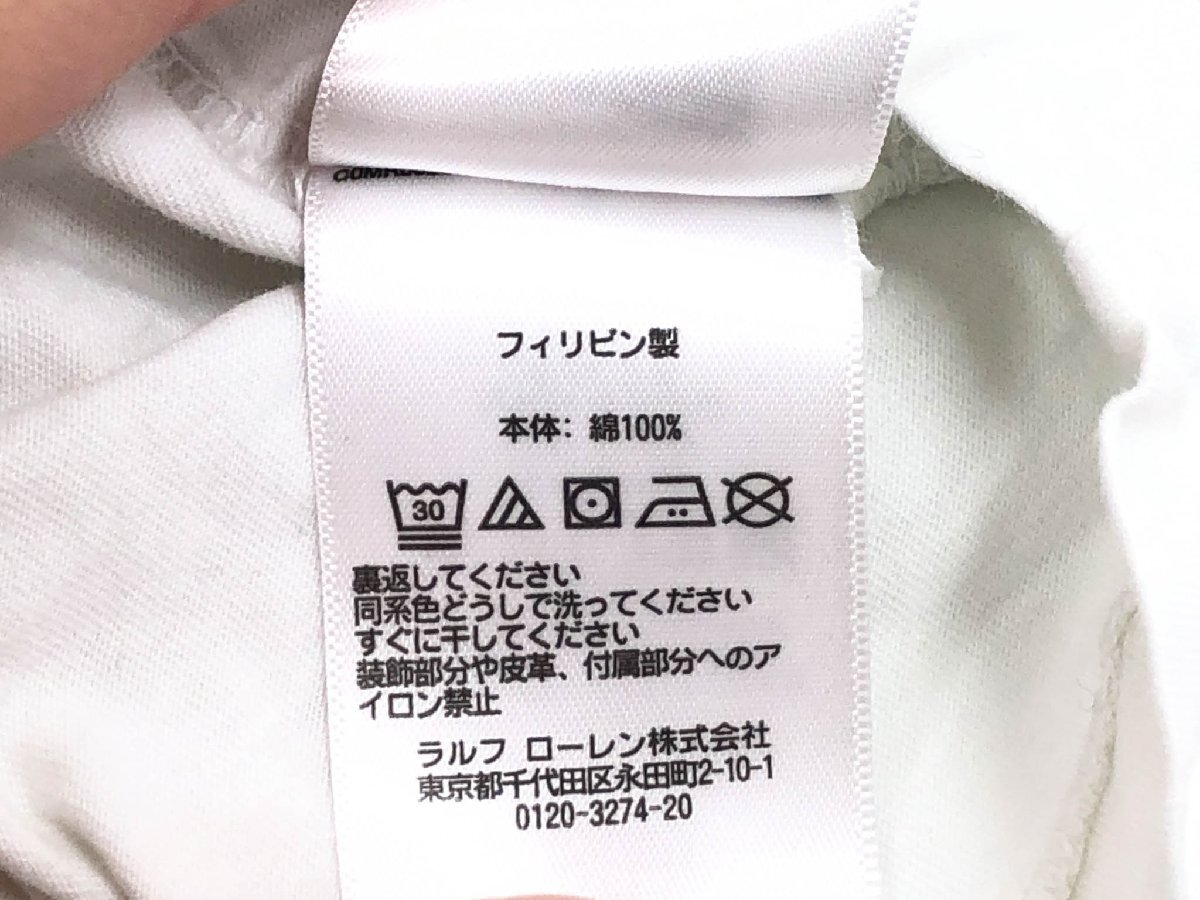 フィリピン製
本体: 綿100%
30
裏返してください
同系色どうしで洗ってください
すぐに干してください
装飾部分や皮革、付属部分へのア
イロン禁止
ラルフ ローレン株式会社
東京都千代田区永田町2-10-1
0120-3274-20